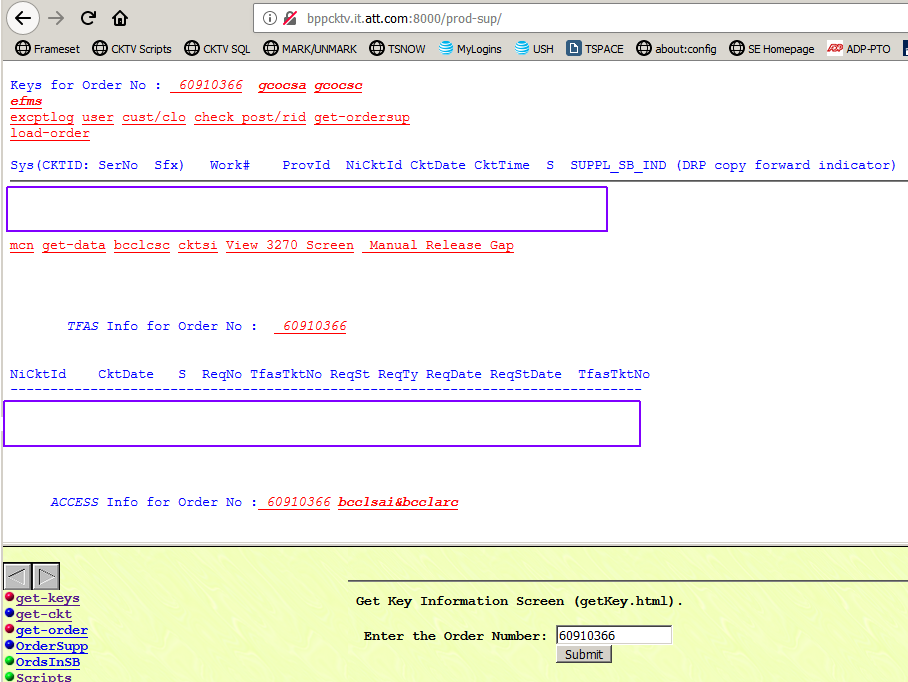 bppcktv.it.att.com:8000/prod-sup/
Frameset CKTV Scripts CKTV SQL MARK/UNMARK TSNOW MyLogins USH TSPACE about:config SE Homepage ADP-PTO
Keys for Order No : 60910366 gcocsa gcocsc
efms
excptlog user cust/clo check post/rid get-ordersup
load-order
Sys(CKTID: SerNo Sfx) Work# ProvId NiCktId CktDate CktTime S SUPPL_SB_IND (DRP copy forward indicator)
mcn get-data bcclcsc cktsi View 3270 Screen Manual Release Gap
TFAS Info for Order No : 60910366
NiCktId CktDate S ReqNo TfasTktNo ReqSt ReqTy ReqDate ReqStDate TfasTktNo
--------------------------------------------------------------------------------
ACCESS Info for Order No : 60910366 bcclsai&bcclarc
get-keys
get-ckt
get-order
OrderSupp
OrdsInSB
Scripts
Get Key Information Screen (getKey.html).
Enter the Order Number: 60910366
Submit